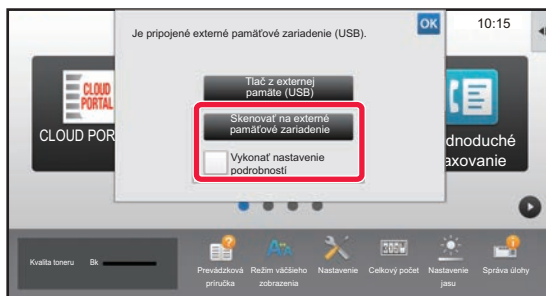 Je pripojené externé pamäťové zariadenie (USB).
OK
10:15
Tlač z externej
pamäte (USB)
Skenovať na externé
pamäťové zariadenie
Vykonať nastavenie
podrobností
CLOUD
PORTAL
CLOUD POR
dnoduché
axovanie
Kvalita toneru Bk
Prevádzková
príručka
Režim väčšieho
zobrazenia
Nastavenie
Celkový počet
Nastavenie
jasu
Správa úlohy